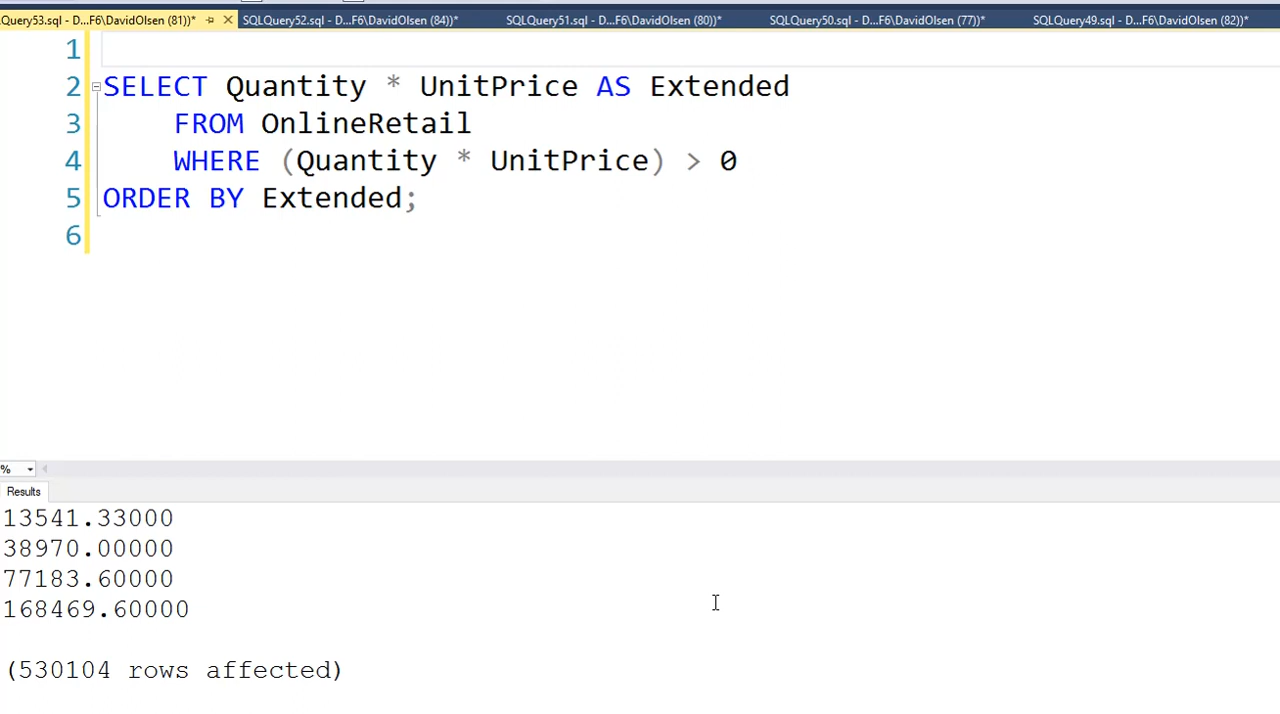 Query53.sql - D...F6\DavidOlsen (81))* SQLQuery52.sql - D...F6\DavidOlsen (84))* SQLQuery51.sql - D...F6\DavidOlsen (80))* SQLQuery50.sql - D...F6\DavidOlsen (77))* SQLQuery49.sql - D...F6\DavidOlsen (82))*
1
2 SELECT Quantity * UnitPrice AS Extended
3 FROM OnlineRetail
4 WHERE (Quantity * UnitPrice) > 0
5 ORDER BY Extended;
6
%
Results
13541.33000
38970.00000
77183.60000
168469.60000
(530104 rows affected)